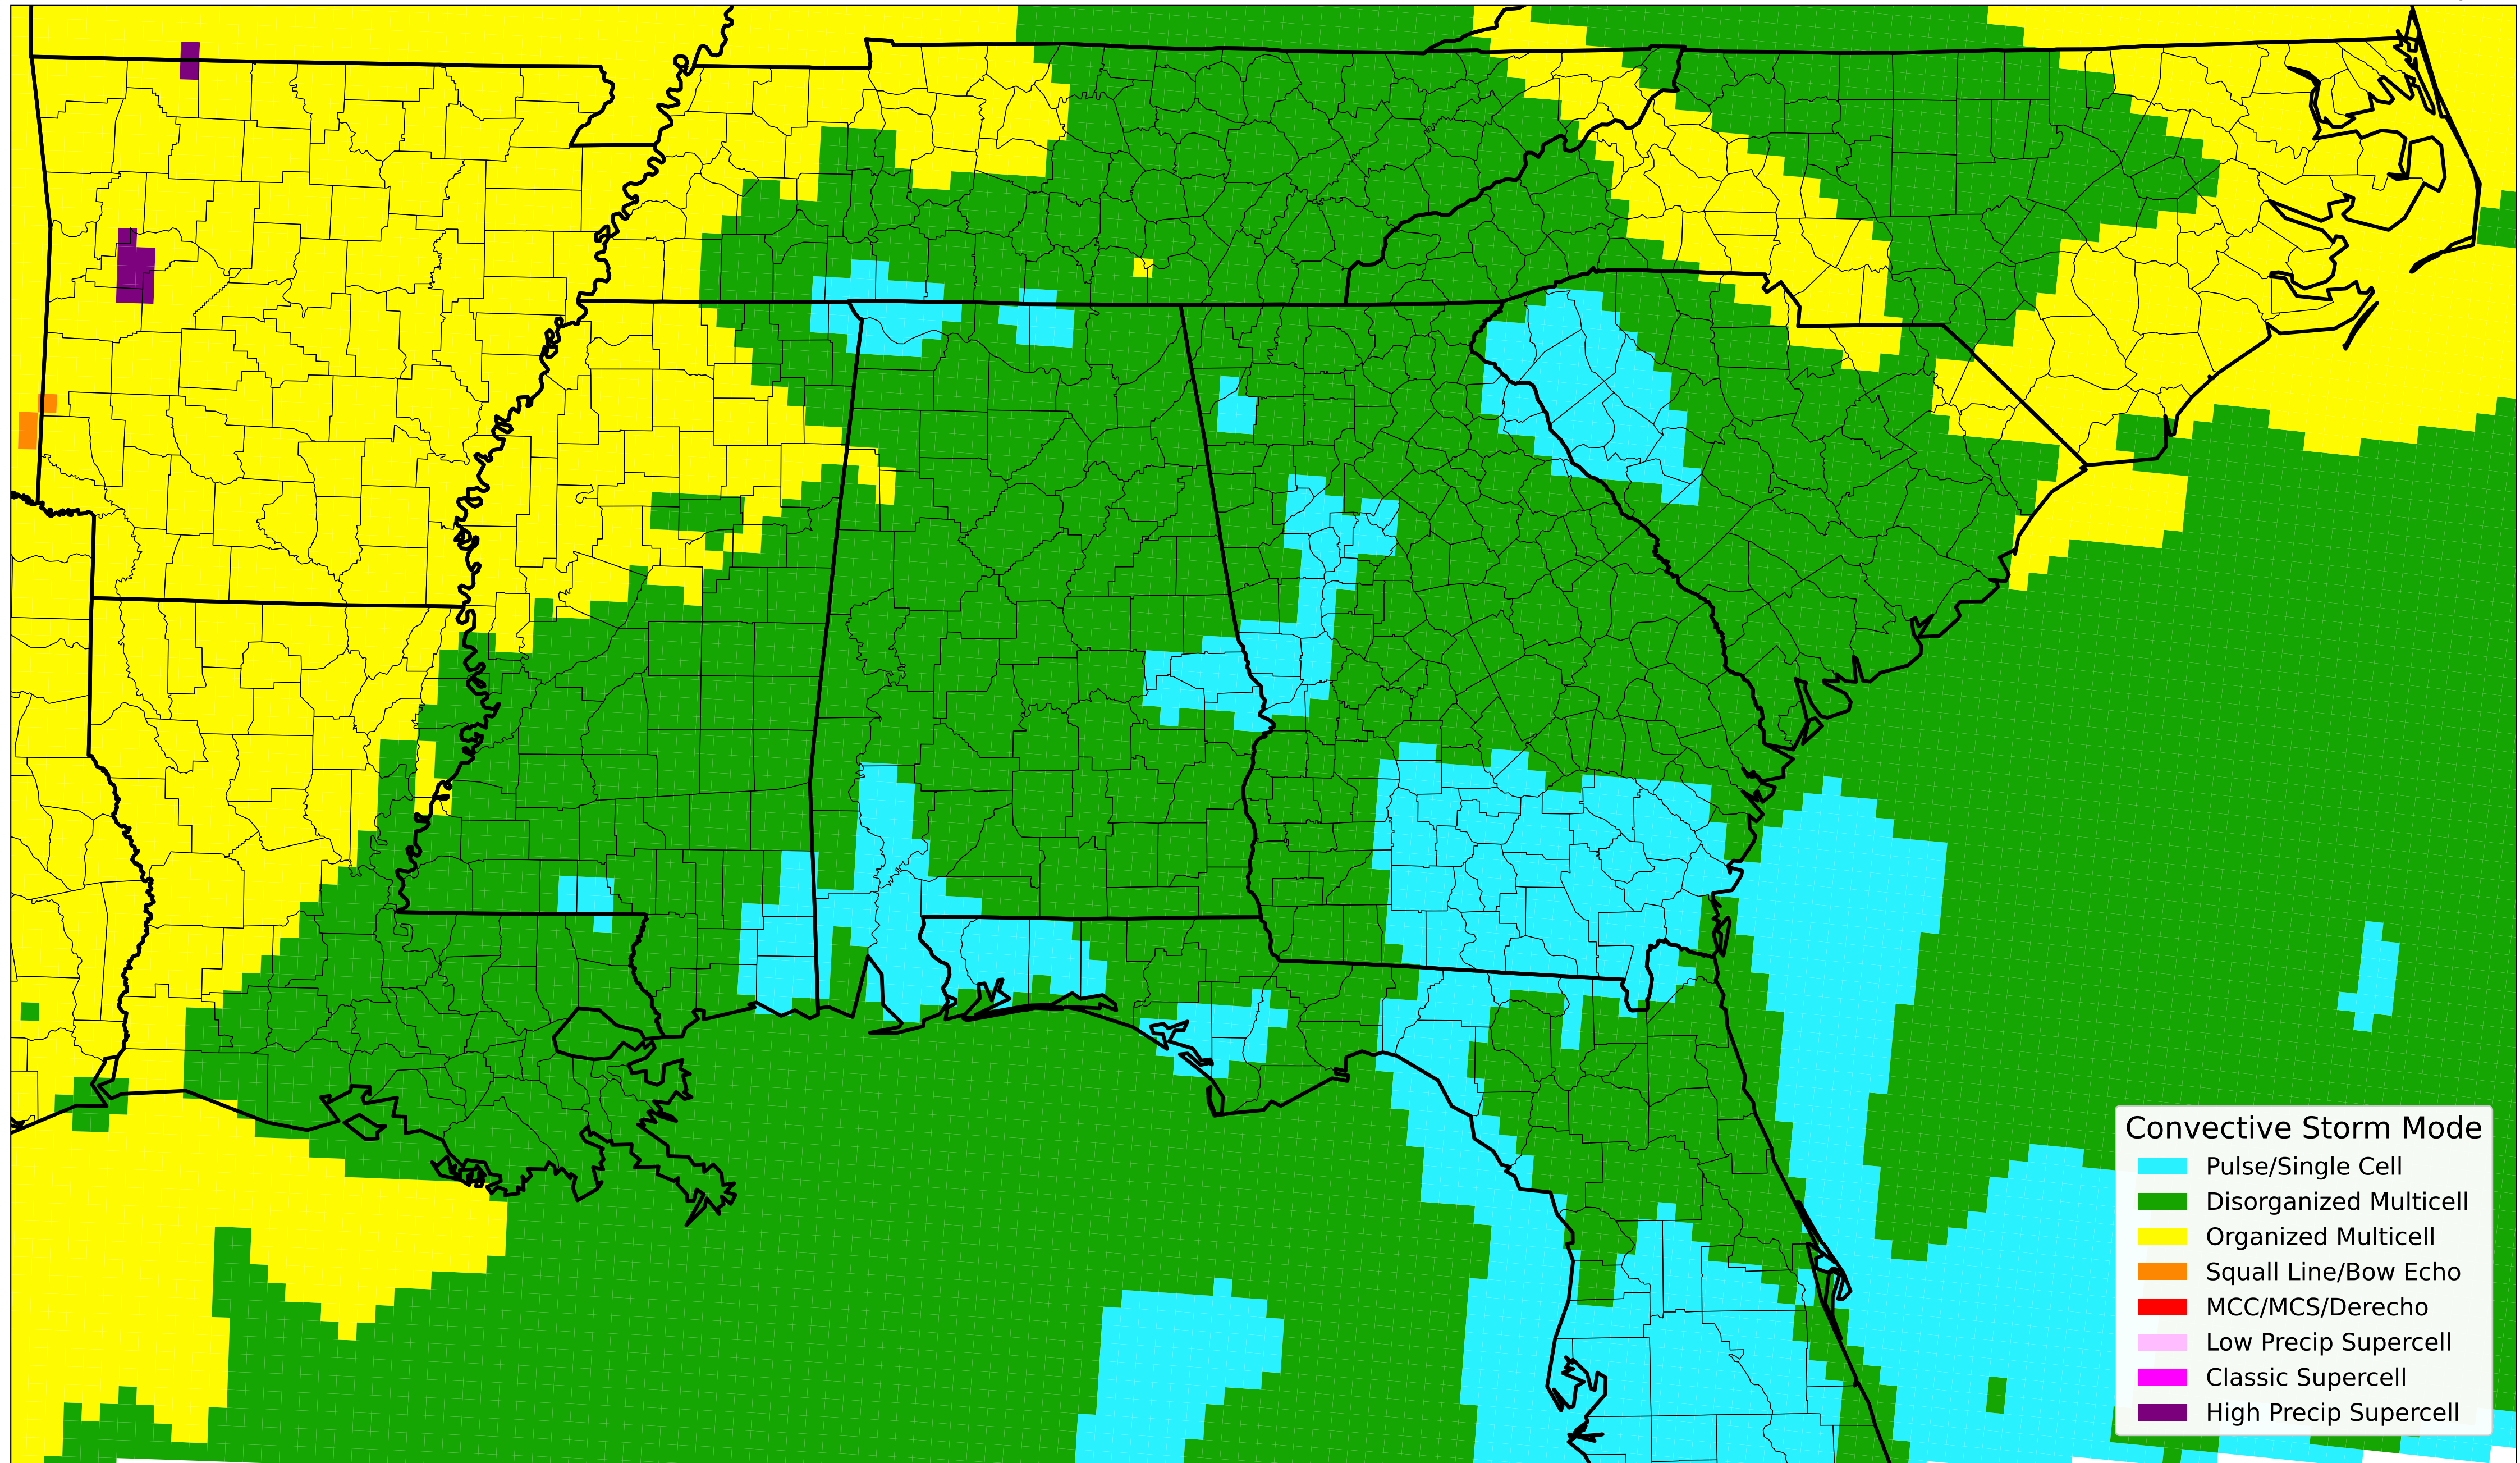 Convective Storm Mode
Pulse/Single Cell
Disorganized Multicell
Organized Multicell
Squall Line/Bow Echo
MCC/MCS/Derecho
Low Precip Supercell
Classic Supercell
High Precip Supercell